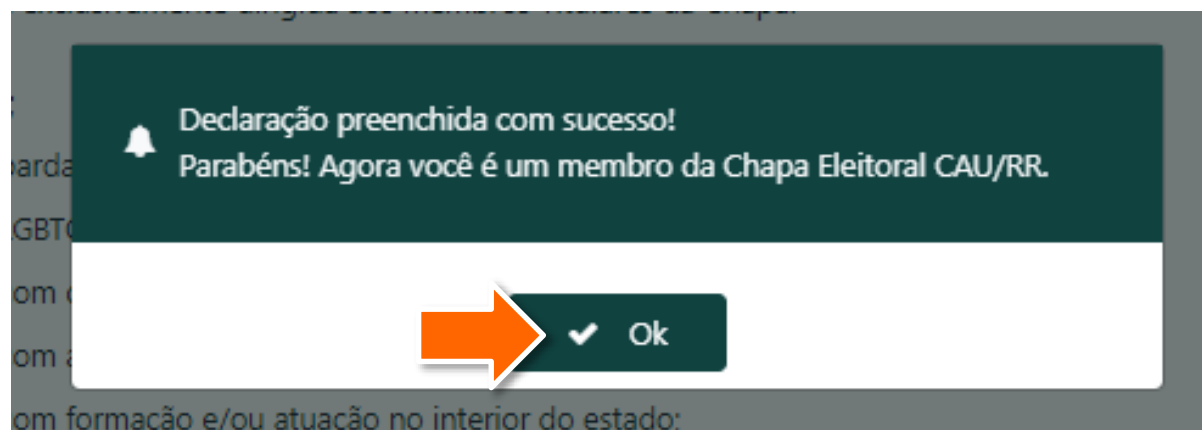 Declaração preenchida com sucesso!
Parabéns! Agora você é um membro da Chapa Eleitoral CAU/RR.
Ok
om formação e/ou atuação no interior do estado: